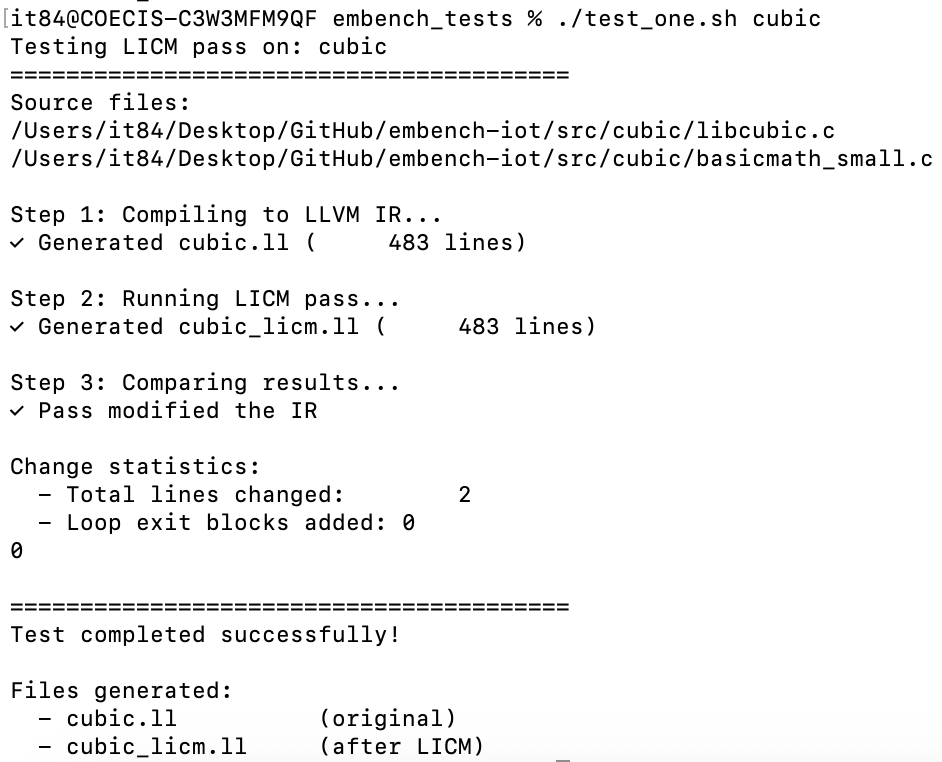 [it84@COECIS-C3W3MFM9QF embench_tests % ./test_one.sh cubic
Testing LICM pass on: cubic
========================================
Source files:
/Users/it84/Desktop/GitHub/embench-iot/src/cubic/libcubic.c
/Users/it84/Desktop/GitHub/embench-iot/src/cubic/basicmath_small.c

Step 1: Compiling to LLVM IR...
✓ Generated cubic.ll (     483 lines)

Step 2: Running LICM pass...
✓ Generated cubic_licm.ll (     483 lines)

Step 3: Comparing results...
✓ Pass modified the IR

Change statistics:
  - Total lines changed:        2
  - Loop exit blocks added: 0
0

========================================
Test completed successfully!

Files generated:
  - cubic.ll          (original)
  - cubic_licm.ll     (after LICM)